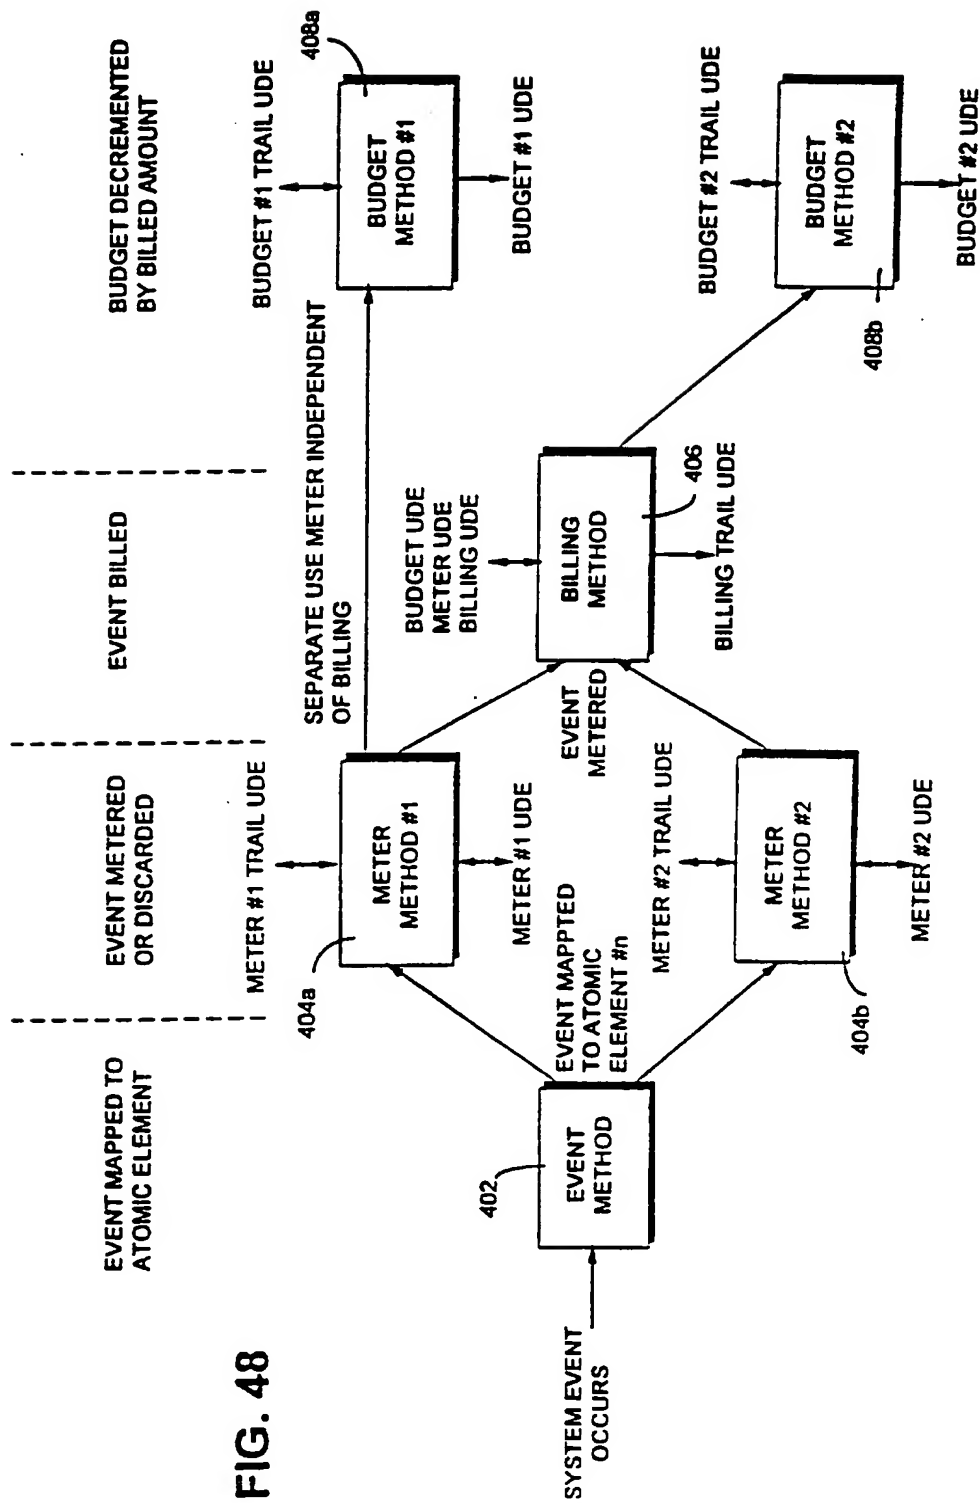 FIG. 48
EVENT MAPPED TO
ATOMIC ELEMENT
EVENT METERED
OR DISCARDED
EVENT BILLED
BUDGET DECREMENTED
BY BILLED AMOUNT
SYSTEM EVENT
OCCURS
402
EVENT
METHOD
EVENT MAPPTED
TO ATOMIC
ELEMENT #n
METER #1 TRAIL UDE
404a
METER
METHOD #1
METER #1 UDE
METER #2 TRAIL UDE
METER
METHOD #2
404b
METER #2 UDE
SEPARATE USE METER INDEPENDENT
OF BILLING
EVENT
METERED
BUDGET UDE
METER UDE
BILLING UDE
BILLING
METHOD
406
BILLING TRAIL UDE
BUDGET #1 TRAIL UDE
408a
BUDGET
METHOD #1
BUDGET #1 UDE
BUDGET #2 TRAIL UDE
BUDGET
METHOD #2
408b
BUDGET #2 UDE